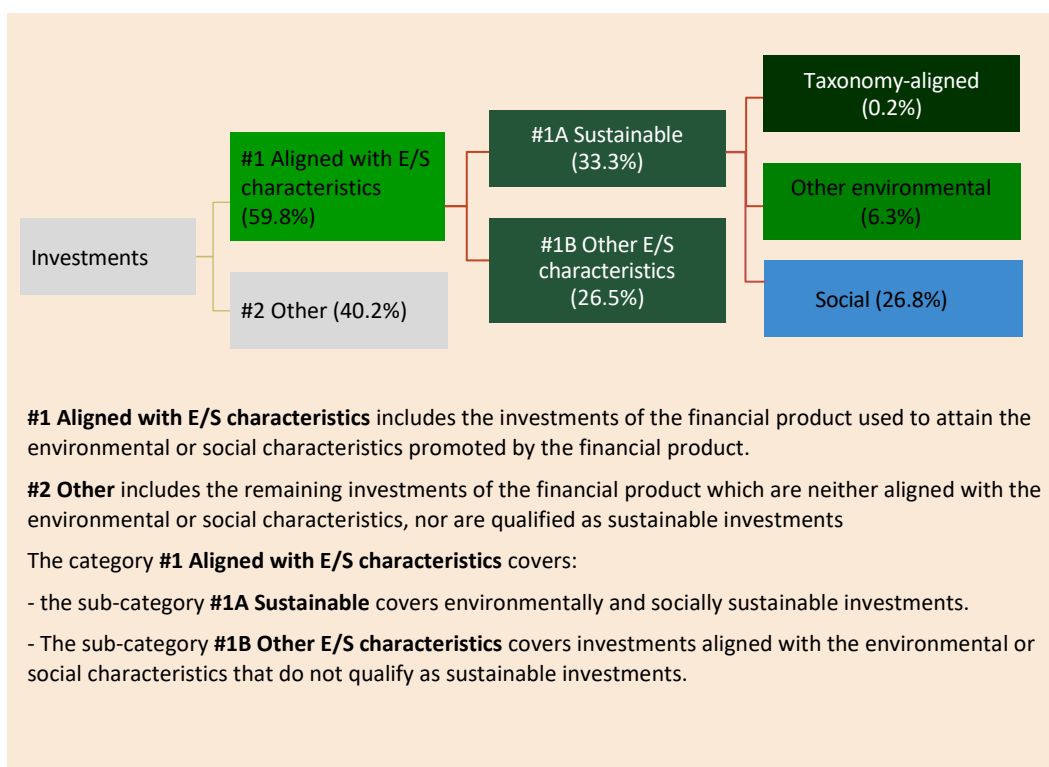 Investments
#1 Aligned with E/S
characteristics
(59.8%)
#2 Other (40.2%)
#1A Sustainable
(33.3%)
#1B Other E/S
characteristics
(26.5%)
Taxonomy-aligned
(0.2%)
Other environmental
(6.3%)
Social (26.8%)
#1 Aligned with E/S characteristics includes the investments of the financial product used to attain the
environmental or social characteristics promoted by the financial product.
#2 Other includes the remaining investments of the financial product which are neither aligned with the
environmental or social characteristics, nor are qualified as sustainable investments
The category #1 Aligned with E/S characteristics covers:
- the sub-category #1A Sustainable covers environmentally and socially sustainable investments.
- The sub-category #1B Other E/S characteristics covers investments aligned with the environmental or
social characteristics that do not qualify as sustainable investments.